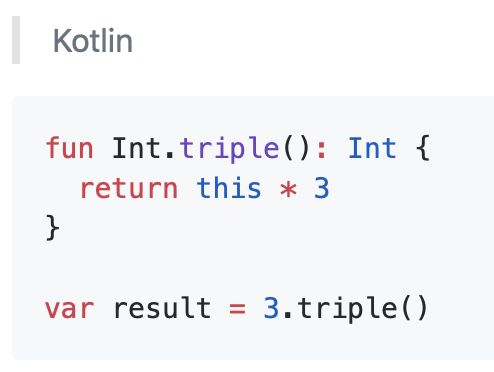 Kotlin
fun Int.triple(): Int {
  return this * 3
}
var result = 3.triple()